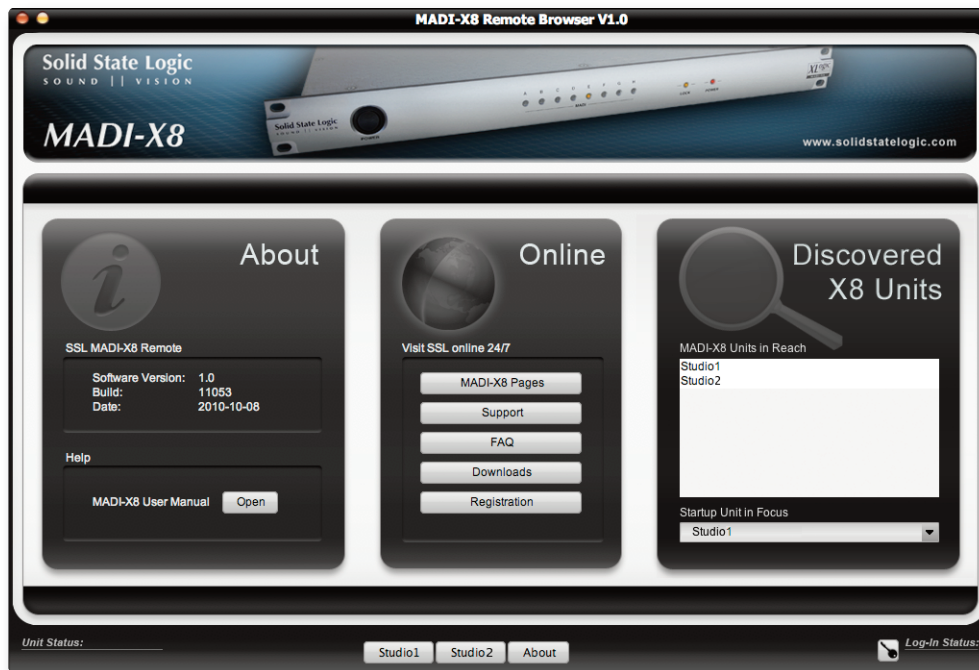 MADI-X8 Remote Browser V1.0
Solid State Logic
SOUND || VISION
MADI-X8
Solid State Logic
A B C D E F G H
MADI
POWER
www.solidstatelogic.com
About
SSL MADI-X8 Remote
Software Version: 1.0
Build: 11053
Date: 2010-10-08
Help
MADI-X8 User Manual Open
Online
Visit SSL online 24/7
MADI-X8 Pages
Support
FAQ
Downloads
Registration
Discovered
X8 Units
MADI-X8 Units in Reach
Studio1
Studio2
Startup Unit in Focus
Studio1
Unit Status:
Studio1 Studio2 About
Log-In Status: